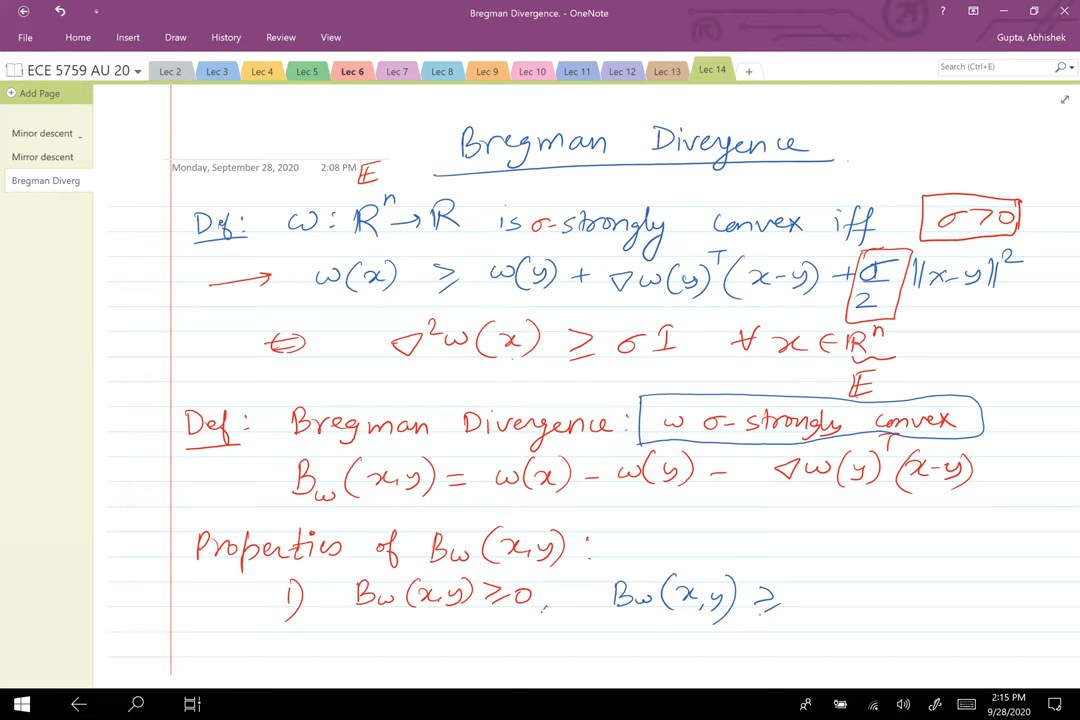 Bregman Divergence. - OneNote
?
File Home Insert Draw History Review View
Gupta, Abhishek
ECE 5759 AU 20 Lec 2 Lec 3 Lec 4 Lec 5 Lec 6 Lec 7 Lec 8 Lec 9 Lec 10 Lec 11 Lec 12 Lec 13 Lec 14 +
Search (Ctrl+E)
Add Page
Minor descent
Mirror descent
Bregman Diverg
Bregman Divergence
Monday, September 28, 2020 2:08 PM
𝔼
Def: ω : ℝⁿ → ℝ is σ-strongly convex iff σ > 0
→ ω(x) ≥ ω(y) + ∇ω(y)ᵀ(x-y) + σ/2 ||x-y||²
⇔ ∇²ω(x) ≥ σI ∀ x ∈ ℝⁿ
𝔼
Def: Bregman Divergence: ω σ-strongly convex
B_ω(x,y) = ω(x) - ω(y) - ∇ω(y)ᵀ(x-y)
Properties of B_ω(x,y) :
1) B_ω(x,y) ≥ 0, B_ω(x,y) ≥
2:15 PM
9/28/2020